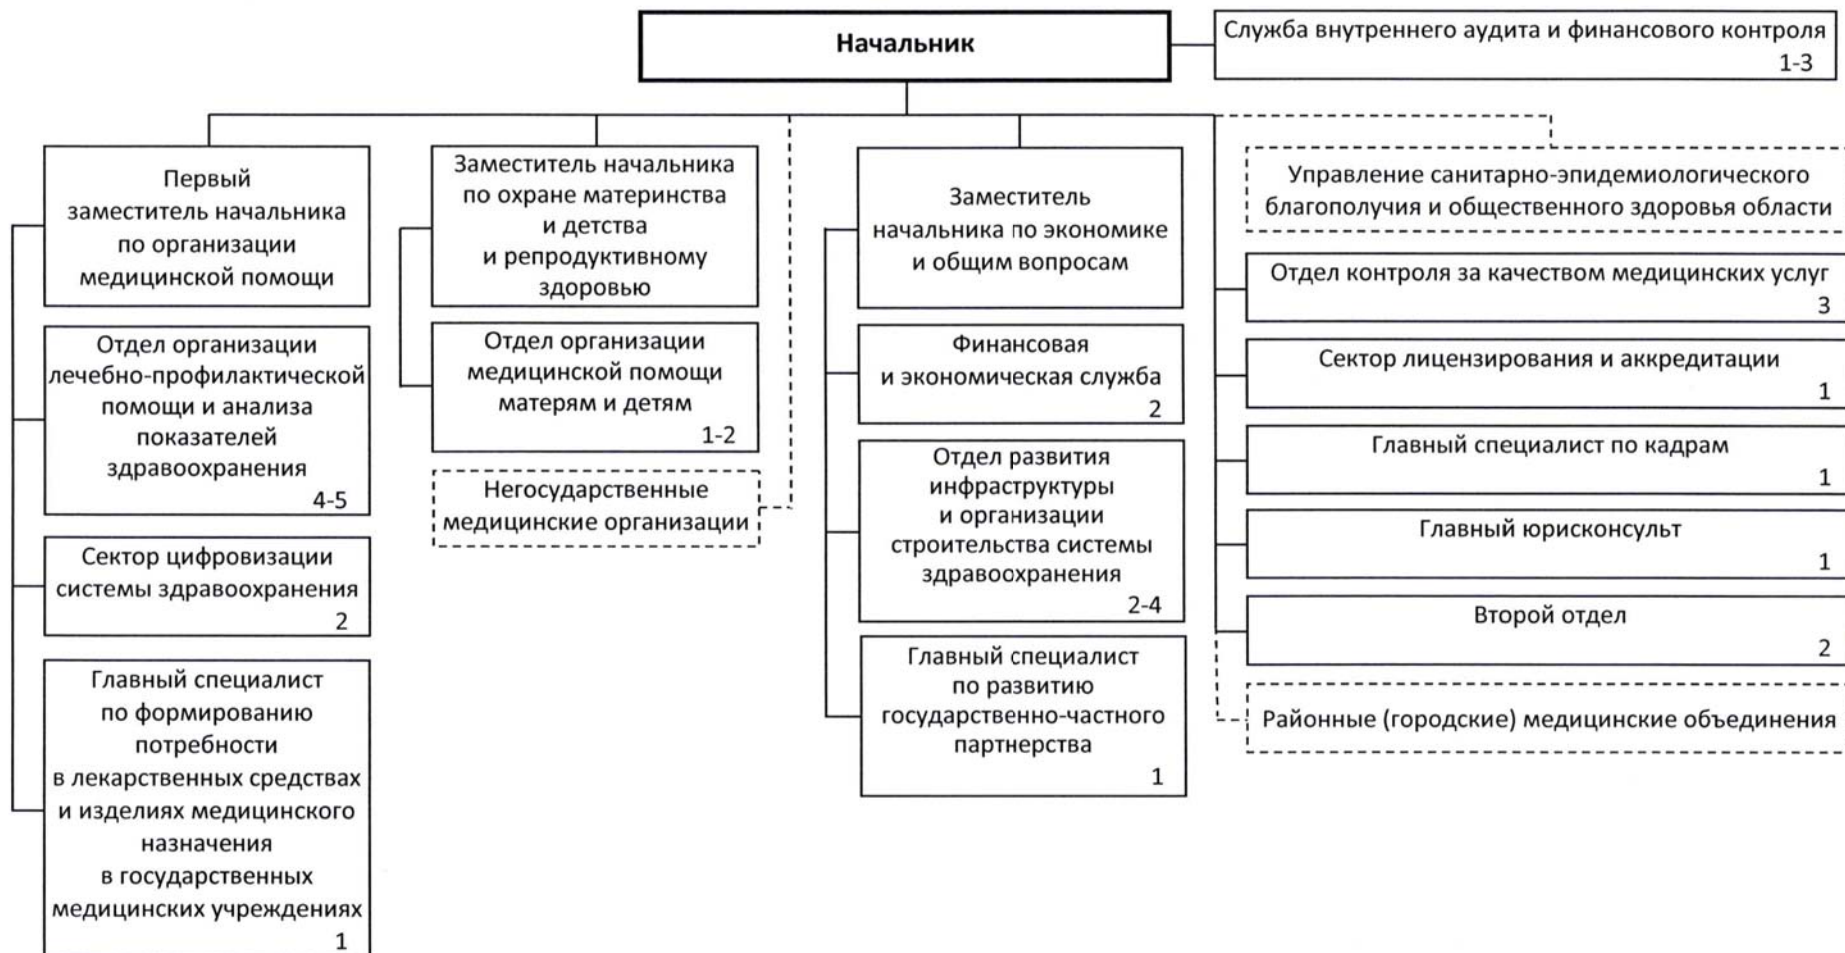 Начальник
Служба внутреннего аудита и финансового контроля
1-3
Первый
заместитель начальника
по организации
медицинской помощи
Отдел организации
лечебно-профилактической
помощи и анализа
показателей
здравоохранения
4-5
Сектор цифровизации
системы здравоохранения
2
Главный специалист
по формированию
потребности
в лекарственных средствах
и изделиях медицинского
назначения
в государственных
медицинских учреждениях
1
Заместитель начальника
по охране материнства
и детства
и репродуктивному
здоровью
Отдел организации
медицинской помощи
матерям и детям
1-2
Негосударственные
медицинские организации
Заместитель
начальника по экономике
и общим вопросам
Финансовая
и экономическая служба
2
Отдел развития
инфраструктуры
и организации
строительства системы
здравоохранения
2-4
Главный специалист
по развитию
государственно-частного
партнерства
1
Управление санитарно-эпидемиологического
благополучия и общественного здоровья области
Отдел контроля за качеством медицинских услуг
3
Сектор лицензирования и аккредитации
1
Главный специалист по кадрам
1
Главный юрисконсульт
1
Второй отдел
2
Районные (городские) медицинские объединения